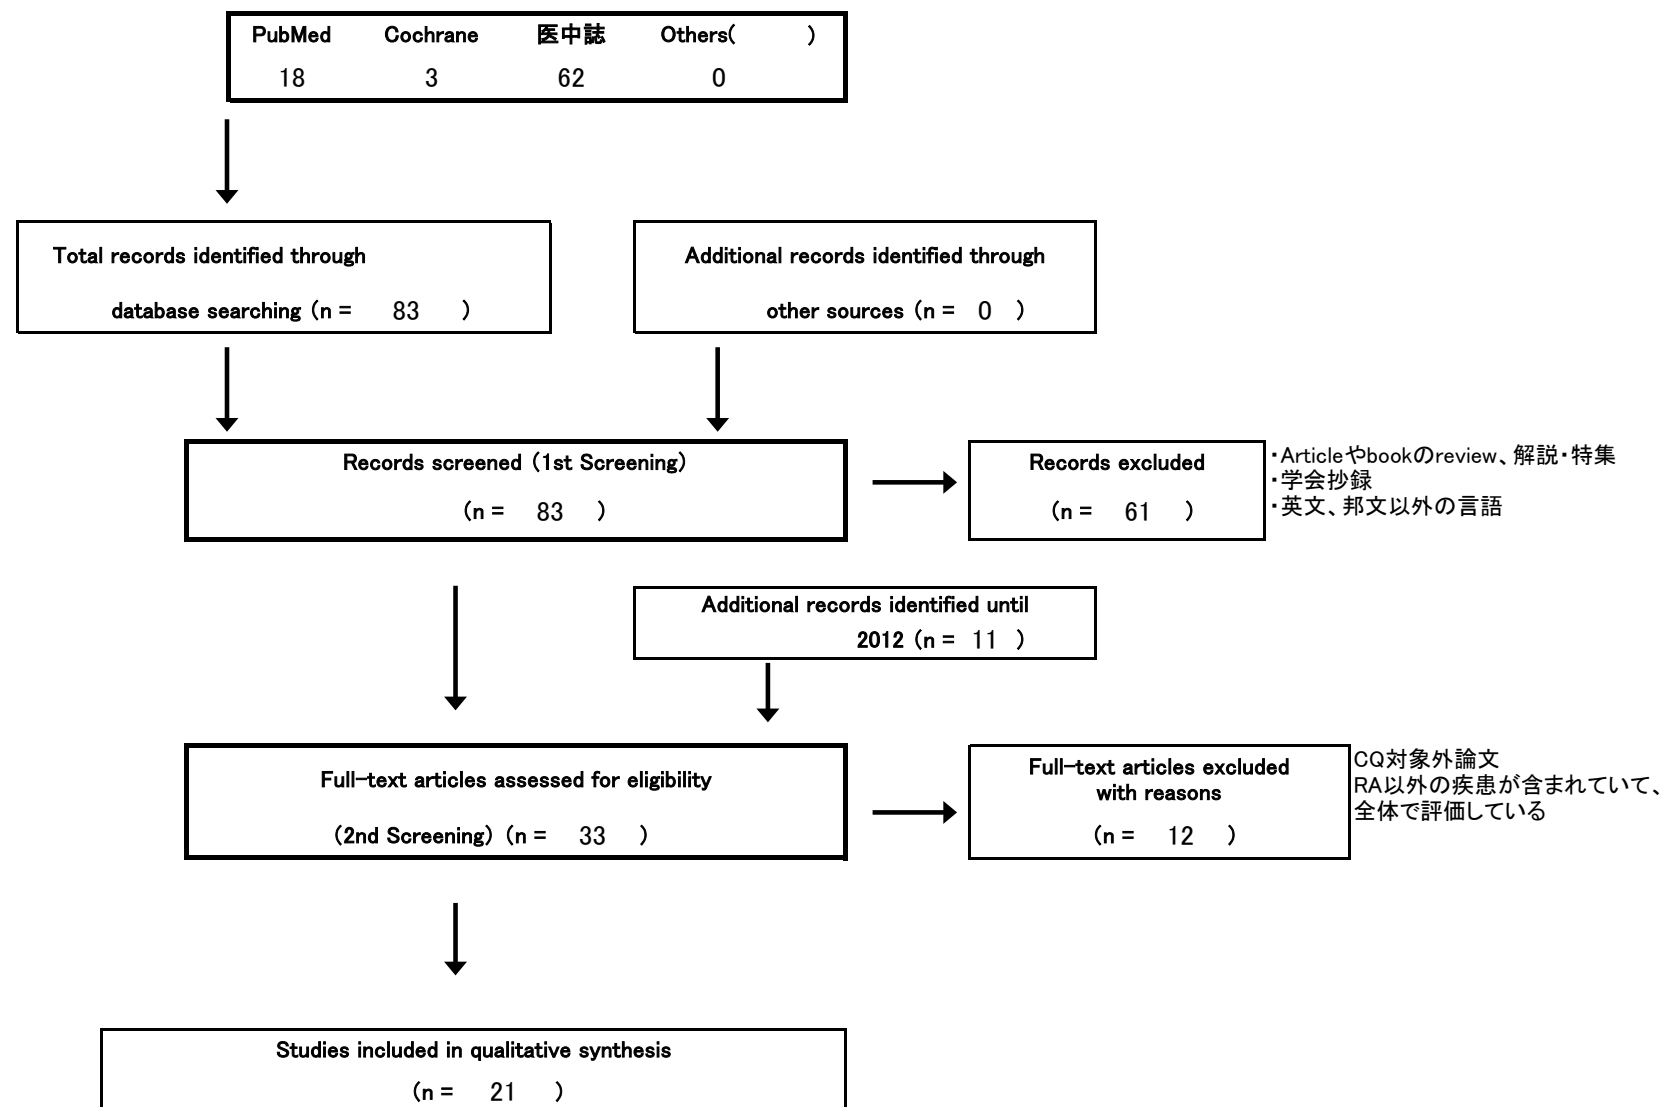 PubMed Cochrane 医中誌 Others( )
18 3 62 0
Total records identified through
database searching (n = 83 )
Additional records identified through
other sources (n = 0 )
Records screened (1st Screening)
(n = 83 )
Records excluded
(n = 61 )
・Articleやbookのreview、解説・特集
・学会抄録
・英文、邦文以外の言語
Additional records identified until
2012 (n = 11 )
Full-text articles assessed for eligibility
(2nd Screening) (n = 33 )
Full-text articles excluded
with reasons
(n = 12 )
CQ対象外論文
RA以外の疾患が含まれていて、
全体で評価している
Studies included in qualitative synthesis
(n = 21 )